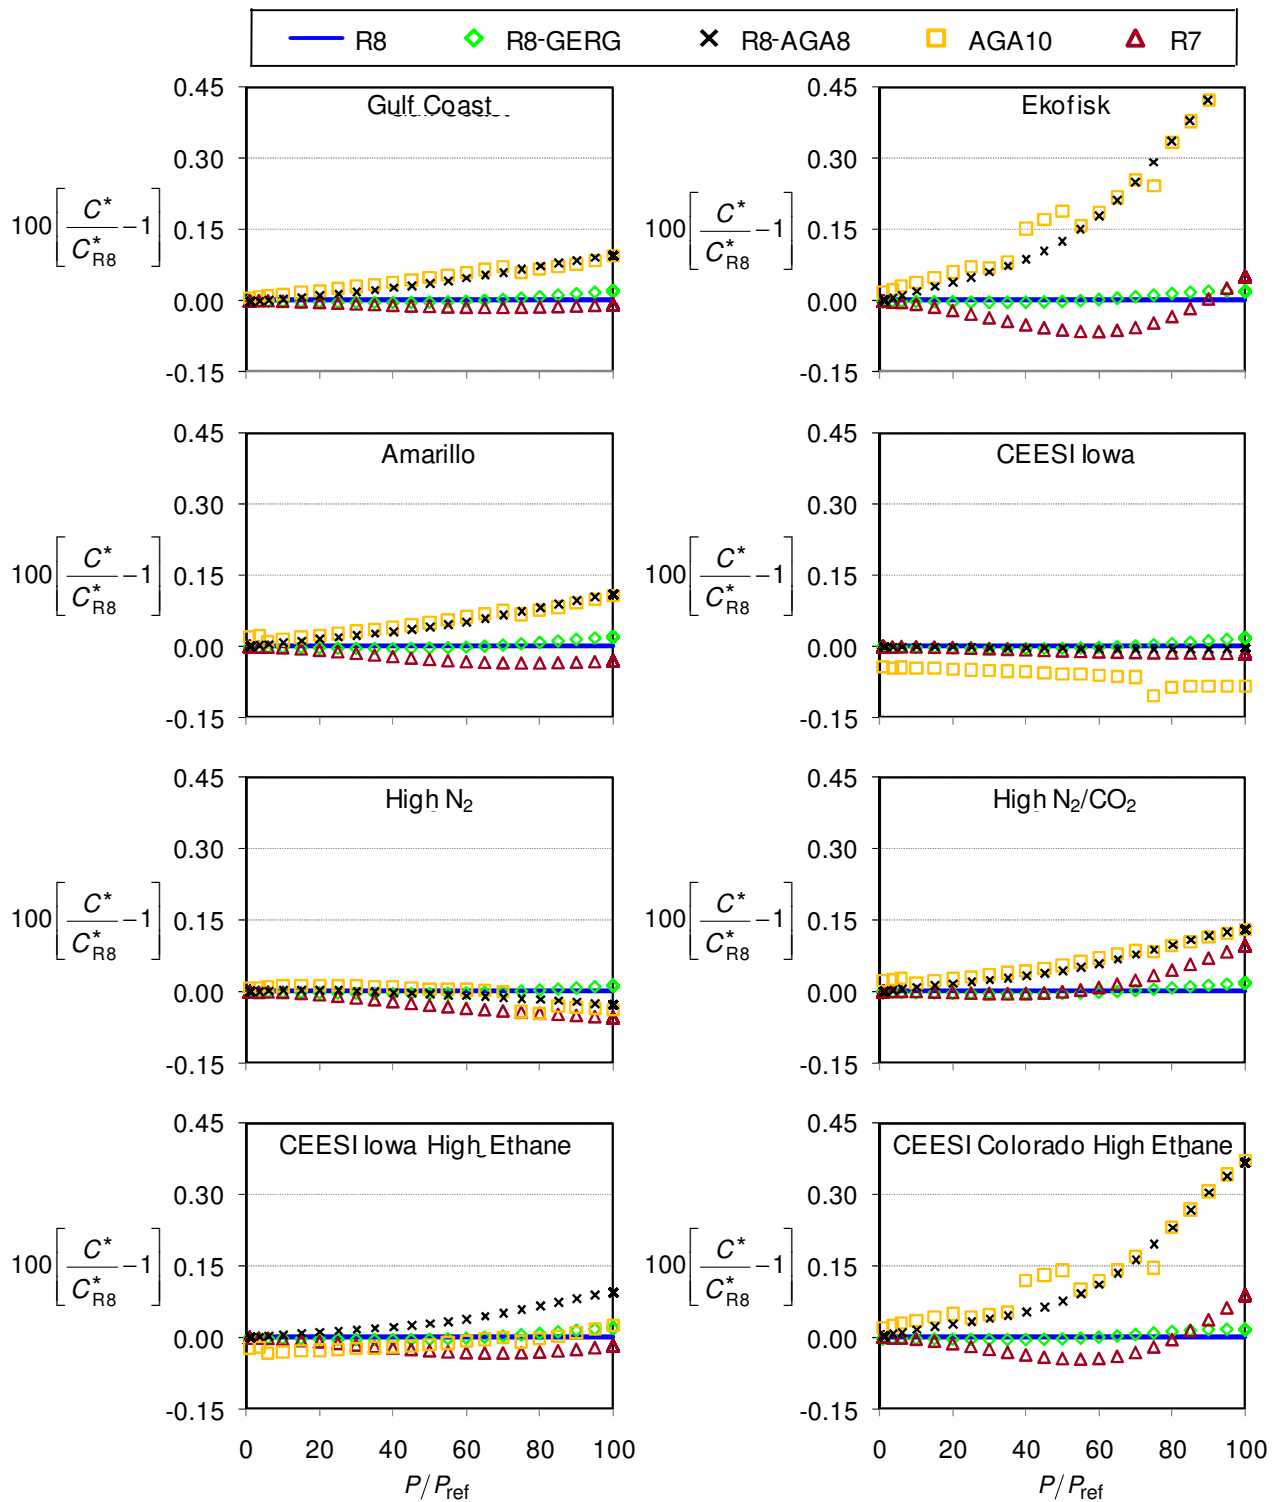 R8 R8-GERG R8-AGA8 AGA10 R7
Gulf Coast
0.45
0.30
0.15
0.00
-0.15
100[C*/C*R8 −1]
Ekofisk
0.45
0.30
0.15
0.00
-0.15
100[C*/C*R8 −1]
Amarillo
0.45
0.30
0.15
0.00
-0.15
100[C*/C*R8 −1]
CEESI Iowa
0.45
0.30
0.15
0.00
-0.15
100[C*/C*R8 −1]
High N₂
0.45
0.30
0.15
0.00
-0.15
100[C*/C*R8 −1]
High N₂/CO₂
0.45
0.30
0.15
0.00
-0.15
100[C*/C*R8 −1]
CEESI Iowa High Ethane
0.45
0.30
0.15
0.00
-0.15
100[C*/C*R8 −1]
0 20 40 60 80 100
P/Pref
CEESI Colorado High Ethane
0.45
0.30
0.15
0.00
-0.15
100[C*/C*R8 −1]
0 20 40 60 80 100
P/Pref